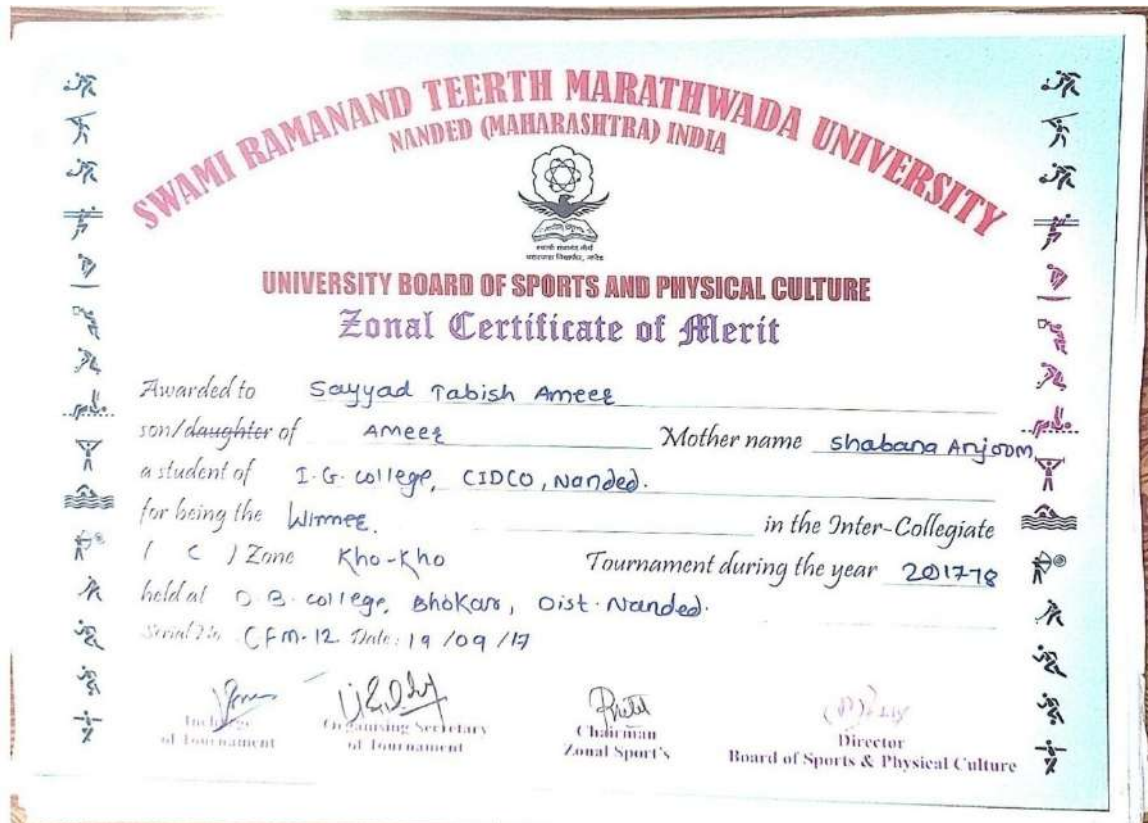 SWAMI RAMANAND TEERTH MARATHWADA UNIVERSITY
NANDED (MAHARASHTRA) INDIA
UNIVERSITY BOARD OF SPORTS AND PHYSICAL CULTURE
Zonal Certificate of Merit
Awarded to Sayyad Tabish Ameer
son/daughter of Ameer Mother name Shabana Anjoom
a student of I.G. college, CIDCO, Nanded.
for being the Winner. in the Inter-Collegiate
( C ) Zone Kho-Kho Tournament during the year 2017-18
held at D.B. college, Bhokar, Dist. Nanded.
Serial No. CFM-12 Date: 19/09/17
Incharge Organising Secretary Chairman Director
of Tournament of Tournament Zonal Sport's Board of Sports & Physical Culture